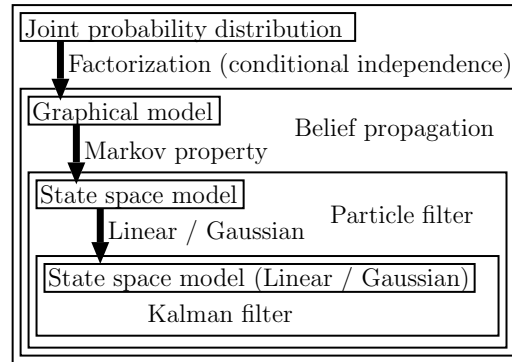 Joint probability distribution
Factorization (conditional independence)
Graphical model
Belief propagation
Markov property
State space model
Particle filter
Linear / Gaussian
State space model (Linear / Gaussian)
Kalman filter